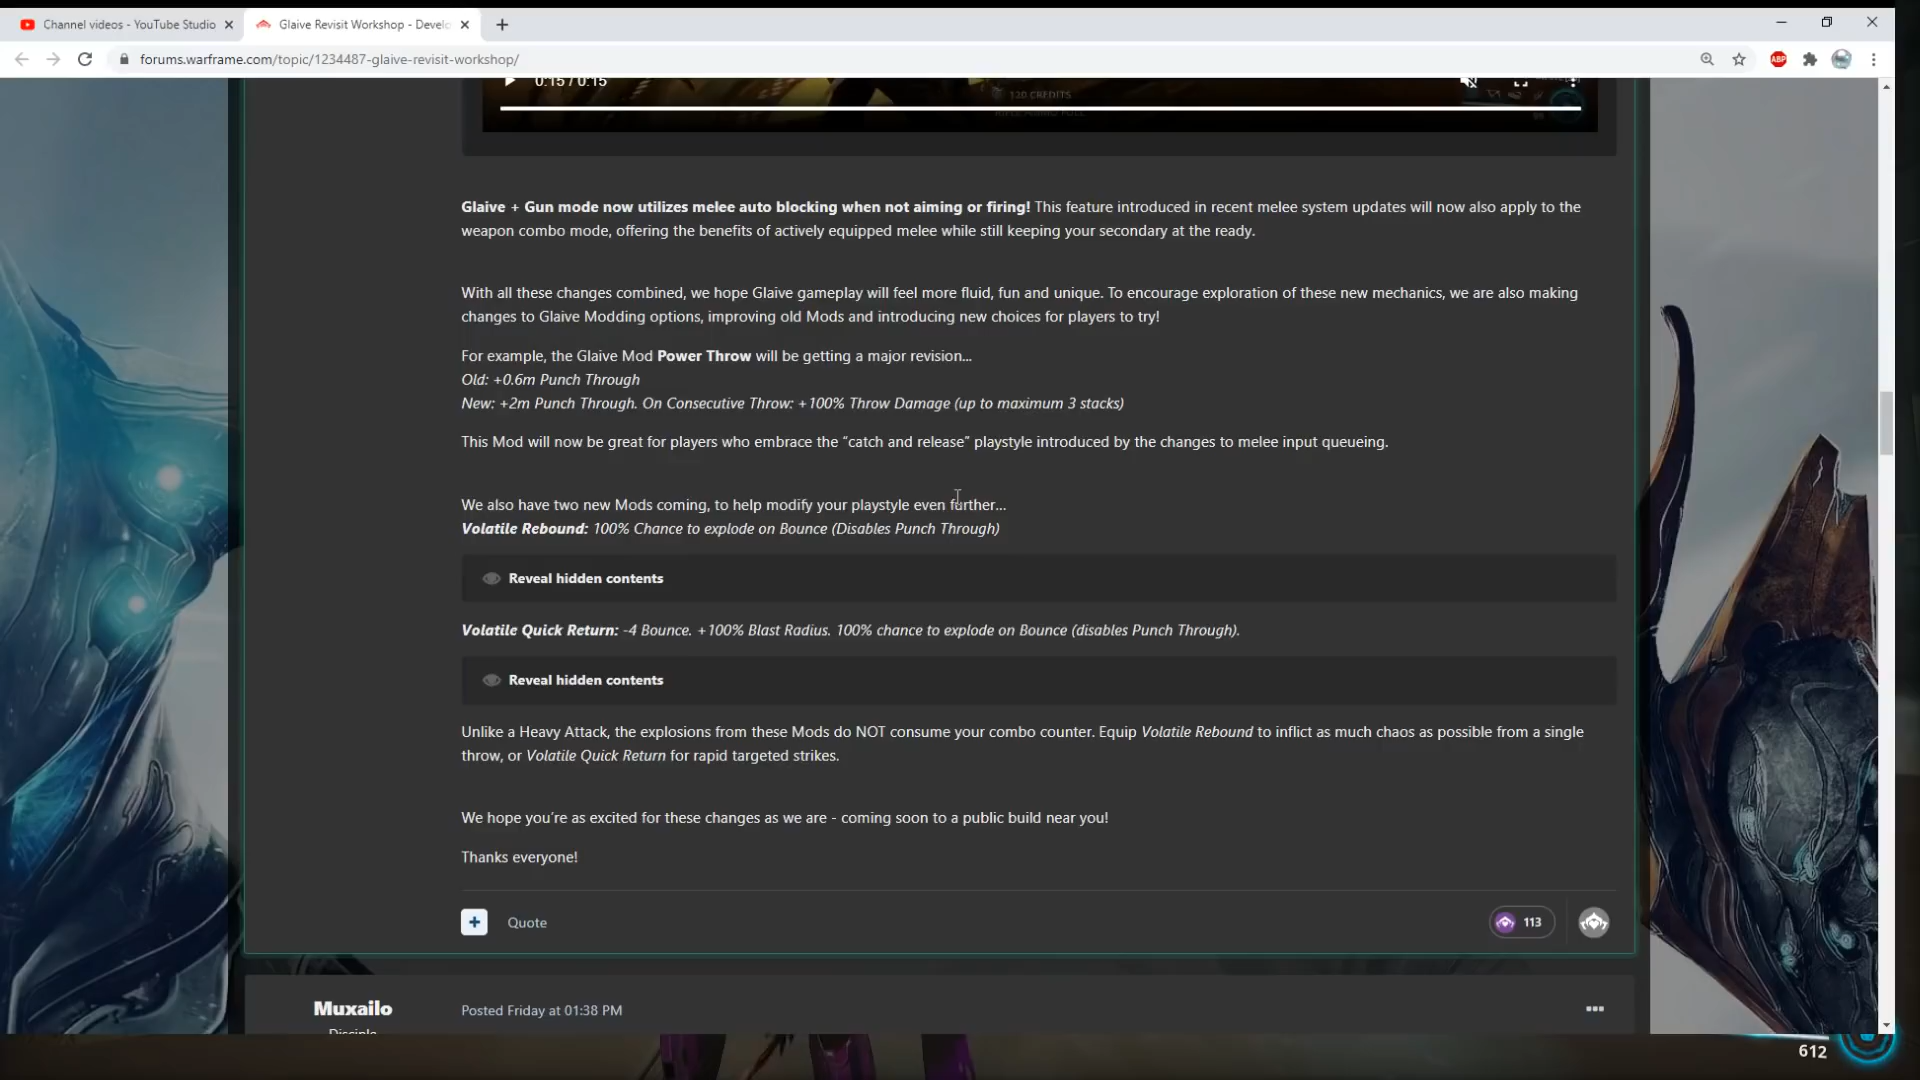 Channel videos - YouTube Studio
Glaive Revisit Workshop - Develo
forums.warframe.com/topic/1234487-glaive-revisit-workshop/
ABP
0:15 / 0:15
120 CREDITS
RIFLE AMMO FULL
Glaive + Gun mode now utilizes melee auto blocking when not aiming or firing! This feature introduced in recent melee system updates will now also apply to the
weapon combo mode, offering the benefits of actively equipped melee while still keeping your secondary at the ready.
With all these changes combined, we hope Glaive gameplay will feel more fluid, fun and unique. To encourage exploration of these new mechanics, we are also making
changes to Glaive Modding options, improving old Mods and introducing new choices for players to try!
For example, the Glaive Mod Power Throw will be getting a major revision...
Old: +0.6m Punch Through
New: +2m Punch Through. On Consecutive Throw: +100% Throw Damage (up to maximum 3 stacks)
This Mod will now be great for players who embrace the “catch and release” playstyle introduced by the changes to melee input queueing.
We also have two new Mods coming, to help modify your playstyle even further...
Volatile Rebound: 100% Chance to explode on Bounce (Disables Punch Through)
Reveal hidden contents
Volatile Quick Return: -4 Bounce. +100% Blast Radius. 100% chance to explode on Bounce (disables Punch Through).
Reveal hidden contents
Unlike a Heavy Attack, the explosions from these Mods do NOT consume your combo counter. Equip Volatile Rebound to inflict as much chaos as possible from a single
throw, or Volatile Quick Return for rapid targeted strikes.
We hope you’re as excited for these changes as we are - coming soon to a public build near you!
Thanks everyone!
+ Quote
113
Muxailo
Posted Friday at 01:38 PM
Disciple
612